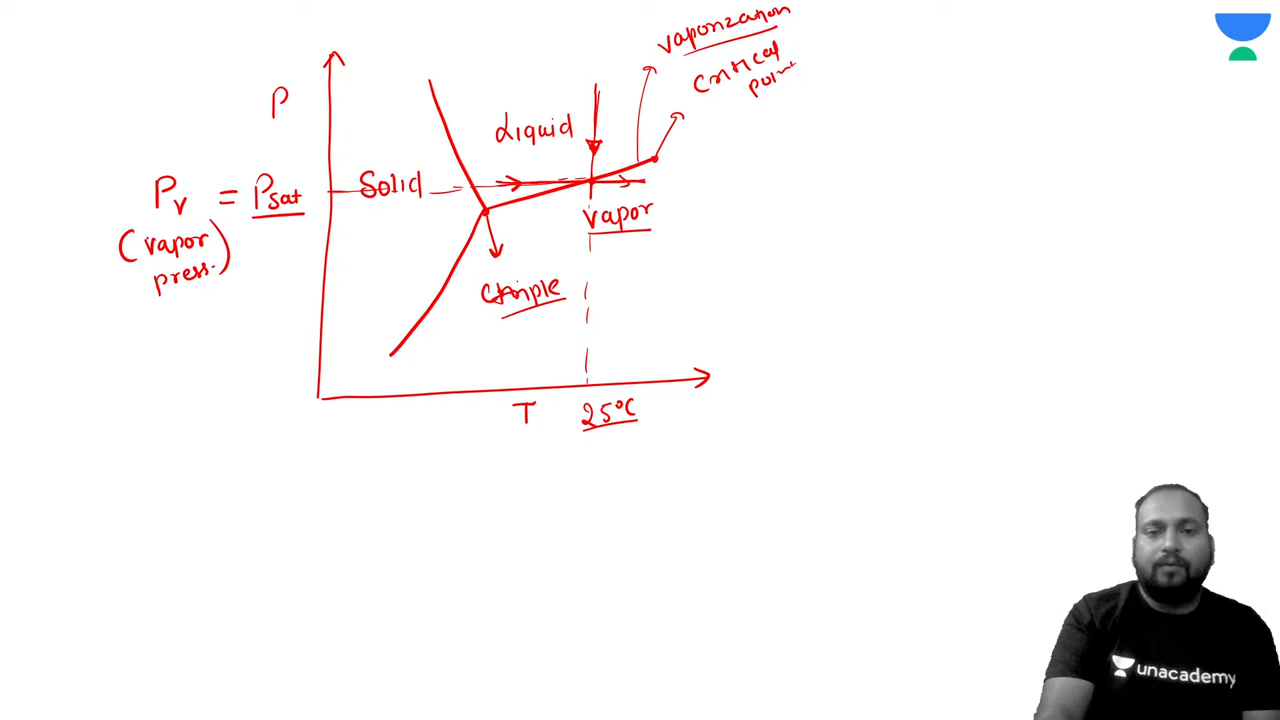 vaporization
critical
point
P
Liquid
Solid
Pv = Psat
(vapor
press.)
vapor
triple
T 25°C
unacademy